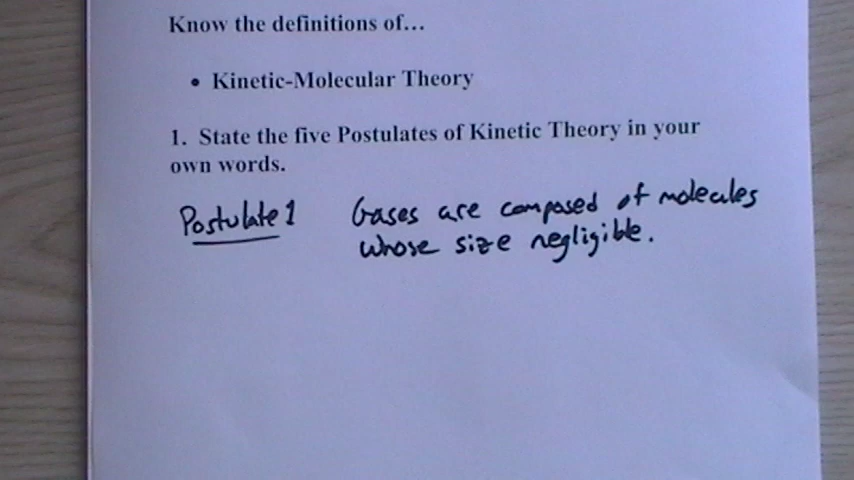 Know the definitions of...
• Kinetic-Molecular Theory
1. State the five Postulates of Kinetic Theory in your
own words.
Postulate 1 Gases are composed of molecules
whose size negligible.